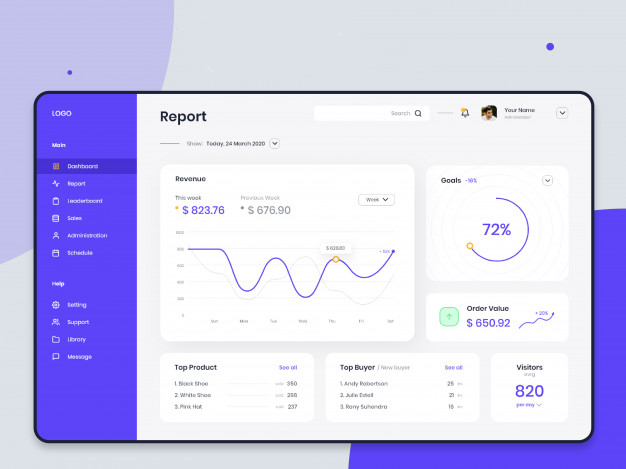 LOGO
Main
Dashboard
Report
Leaderboard
Sales
Administration
Schedule
Help
Setting
Support
Library
Message
Report
Search
Your Name
Administrator
Show: Today, 24 March 2020
Revenue
This week
$ 823.76
Previous Week
$ 676.90
Week
1000
800
600
400
200
0
Sun
Mon
Tue
Wed
Thu
Fri
Sat
Goals -16%
72%
Order Value
$ 650.92
+ 20%
Top Product See all
1. Black Shoe 350
2. White Shoe 298
3. Pink Hat 237
Top Buyer / New buyer See all
1. Andy Robertson 25
2. Julie Estell 21
3. Rony Suhendra 16
Visitors
avrg
820
per day